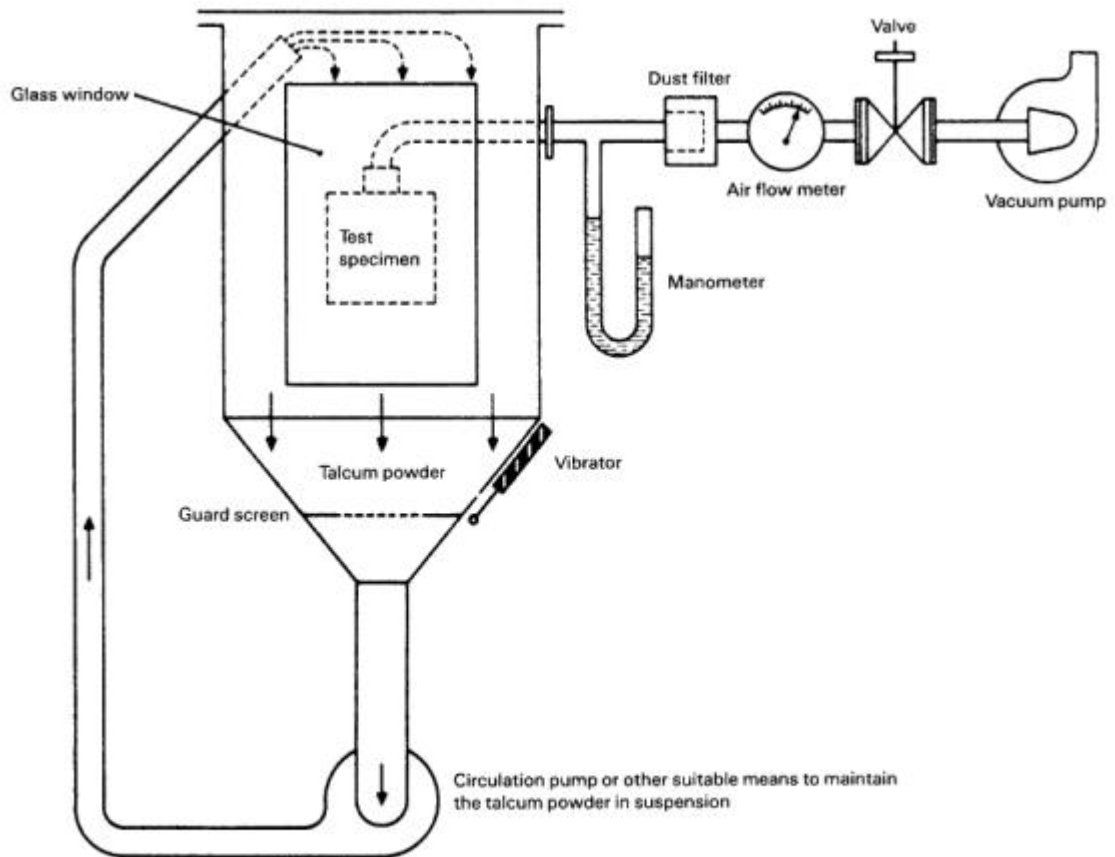 Valve
Dust filter
Glass window
Air flow meter
Vacuum pump
Test
specimen
Manometer
Talcum powder
Vibrator
Guard screen
Circulation pump or other suitable means to maintain
the talcum powder in suspension